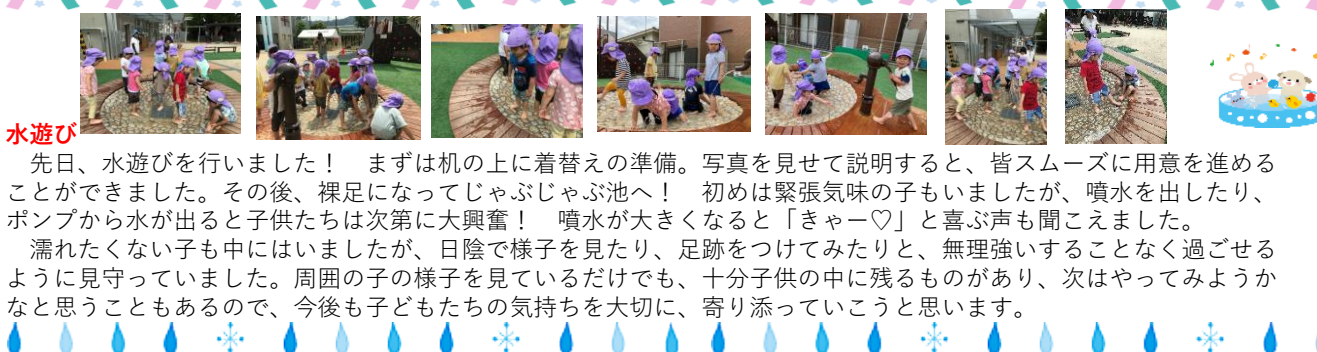 水遊び
　先日、水遊びを行いました！　まずは机の上に着替えの準備。写真を見せて説明すると、皆スムーズに用意を進める
ことができました。その後、裸足になってじゃぶじゃぶ池へ！　初めは緊張気味の子もいましたが、噴水を出したり、
ポンプから水が出ると子供たちは次第に大興奮！　噴水が大きくなると「きゃー♡」と喜ぶ声も聞こえました。
　濡れたくない子も中にはいましたが、日陰で様子を見たり、足跡をつけてみたりと、無理強いすることなく過ごせる
ように見守っていました。周囲の子の様子を見ているだけでも、十分子供の中に残るものがあり、次はやってみようか
なと思うこともあるので、今後も子どもたちの気持ちを大切に、寄り添っていこうと思います。